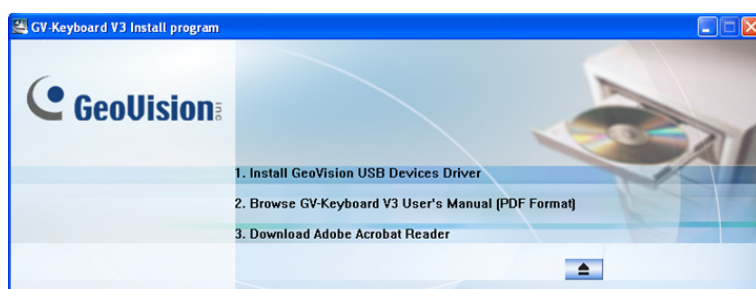 GV-Keyboard V3 Install program
GeoVision inc
1. Install GeoVision USB Devices Driver
2. Browse GV-Keyboard V3 User's Manual (PDF Format)
3. Download Adobe Acrobat Reader